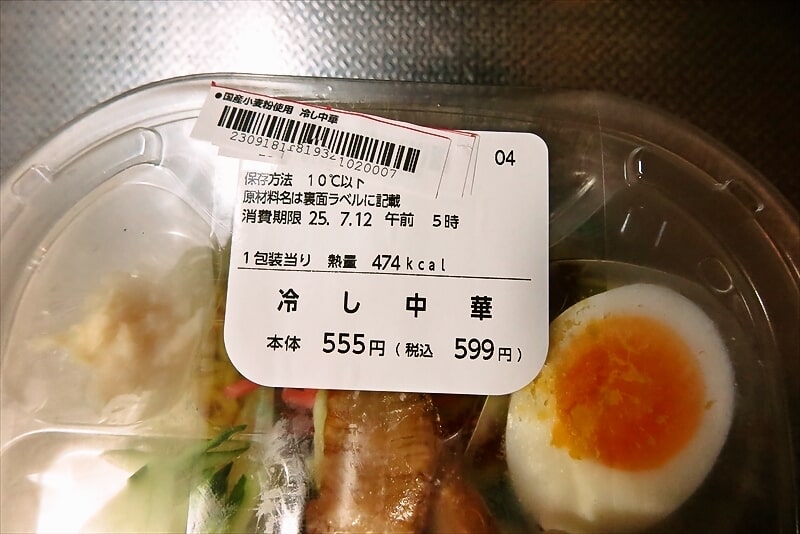 ●国産小麦粉使用 冷し中華
04
保存方法 10℃以下
原材料名は裏面ラベルに記載
消費期限 25. 7.12 午前 5時
1包装当り 熱量 474kcal
冷し中華
本体 555円(税込 599円)